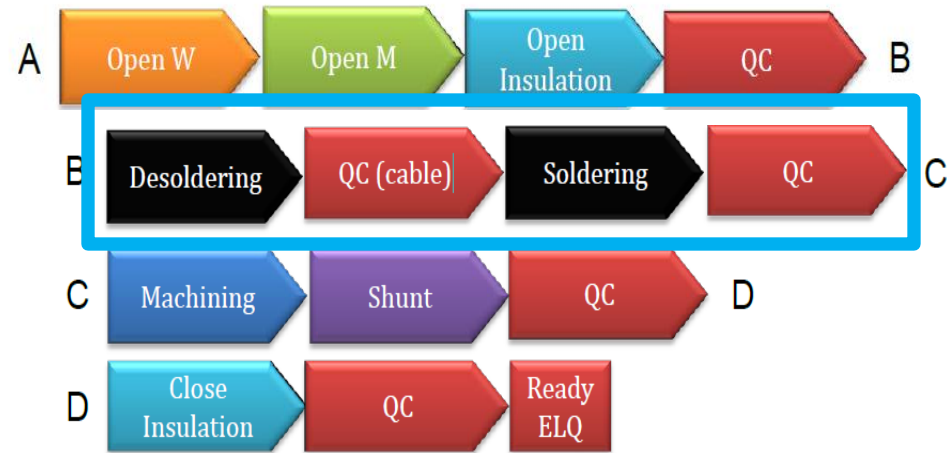 A Open W Open M Open Insulation QC B
B Desoldering QC (cable) Soldering QC C
C Machining Shunt QC D
D Close Insulation QC Ready ELQ